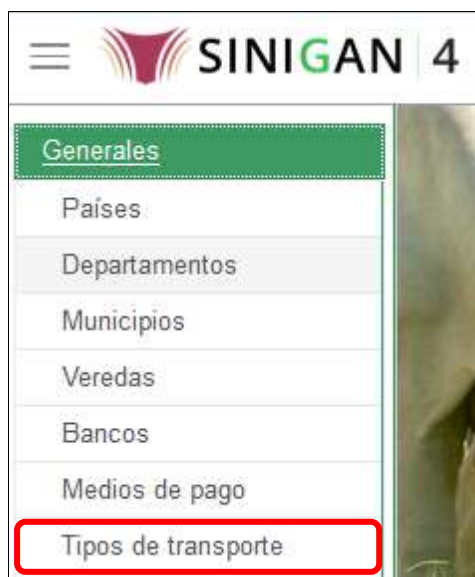 SINIGAN 4
Generales
Países
Departamentos
Municipios
Veredas
Bancos
Medios de pago
Tipos de transporte